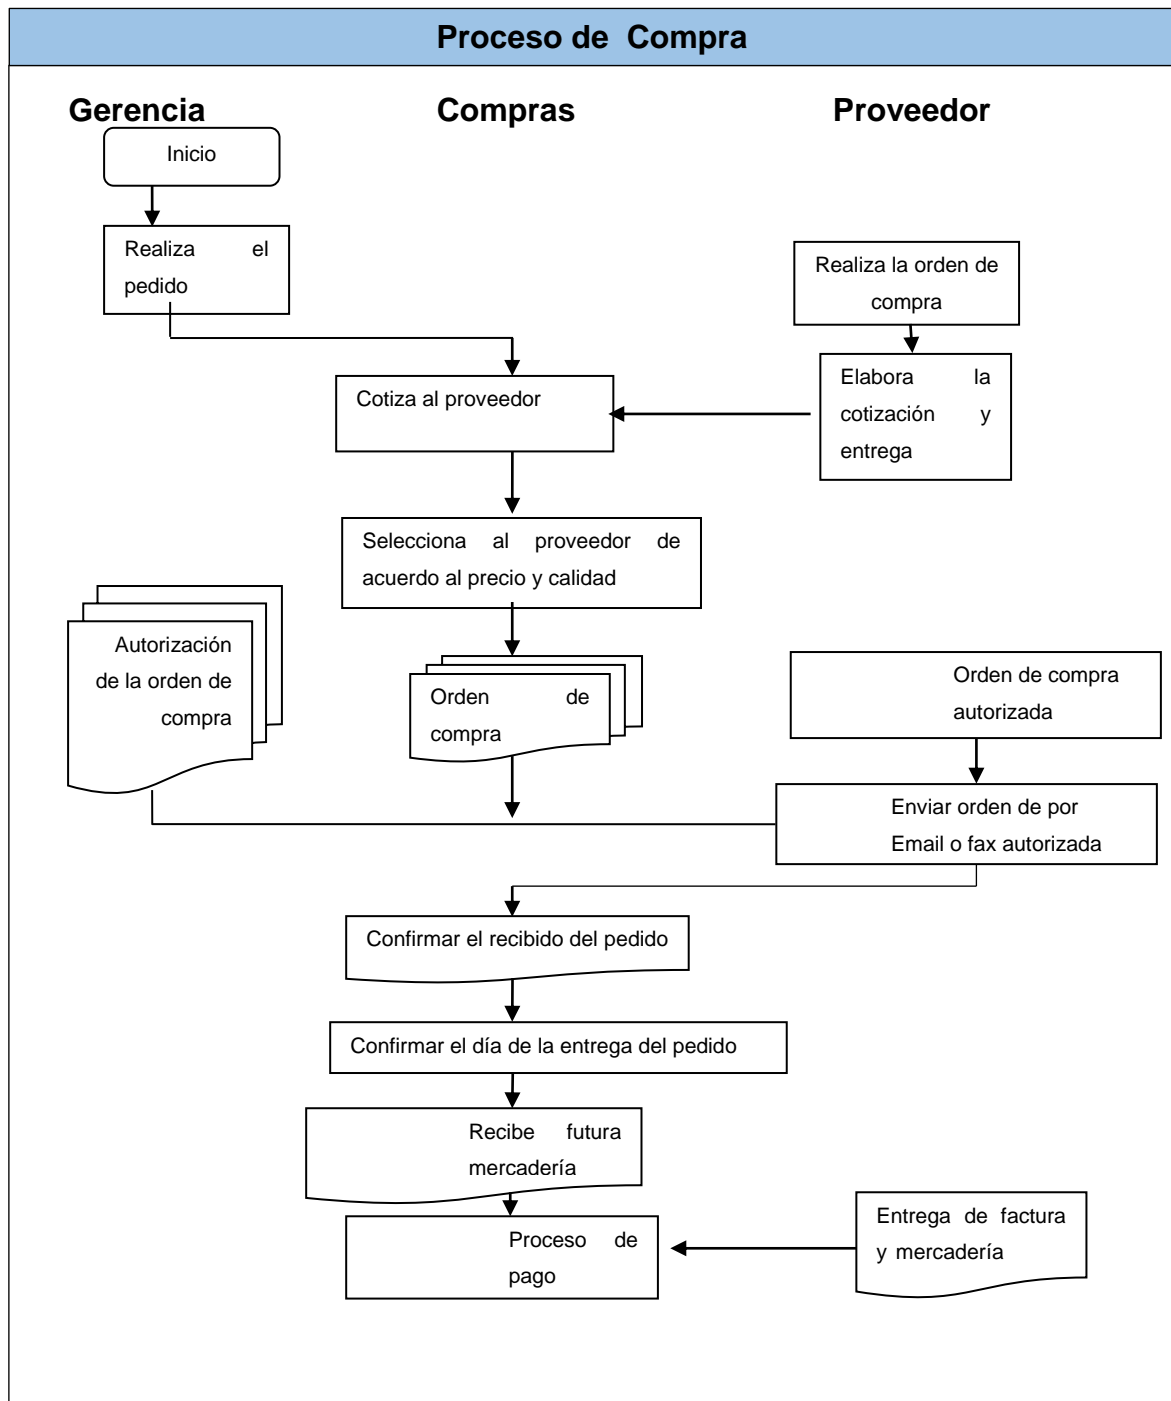 Proceso de Compra
Gerencia
Compras
Proveedor
Inicio
Realiza el
pedido
Realiza la orden de
compra
Cotiza al proveedor
Elabora la
cotización y
entrega
Selecciona al proveedor de
acuerdo al precio y calidad
Autorización
de la orden de
compra
Orden de
compra
Orden de compra
autorizada
Enviar orden de por
Email o fax autorizada
Confirmar el recibido del pedido
Confirmar el día de la entrega del pedido
Recibe futura
mercadería
Proceso de
pago
Entrega de factura
y mercadería